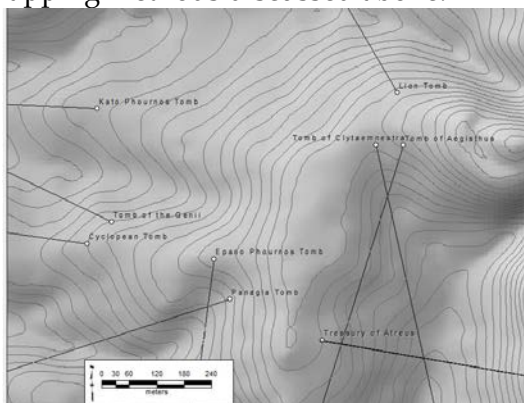 Lion Tomb
Kato Phournos Tomb
Tomb of Clytaemnestra Tomb of Aegisthus
Tomb of the Genii
Cyclopean Tomb
Epano Phournos Tomb
Panagia Tomb
Treasury of Atreus
0 30 60 120 180 240
meters